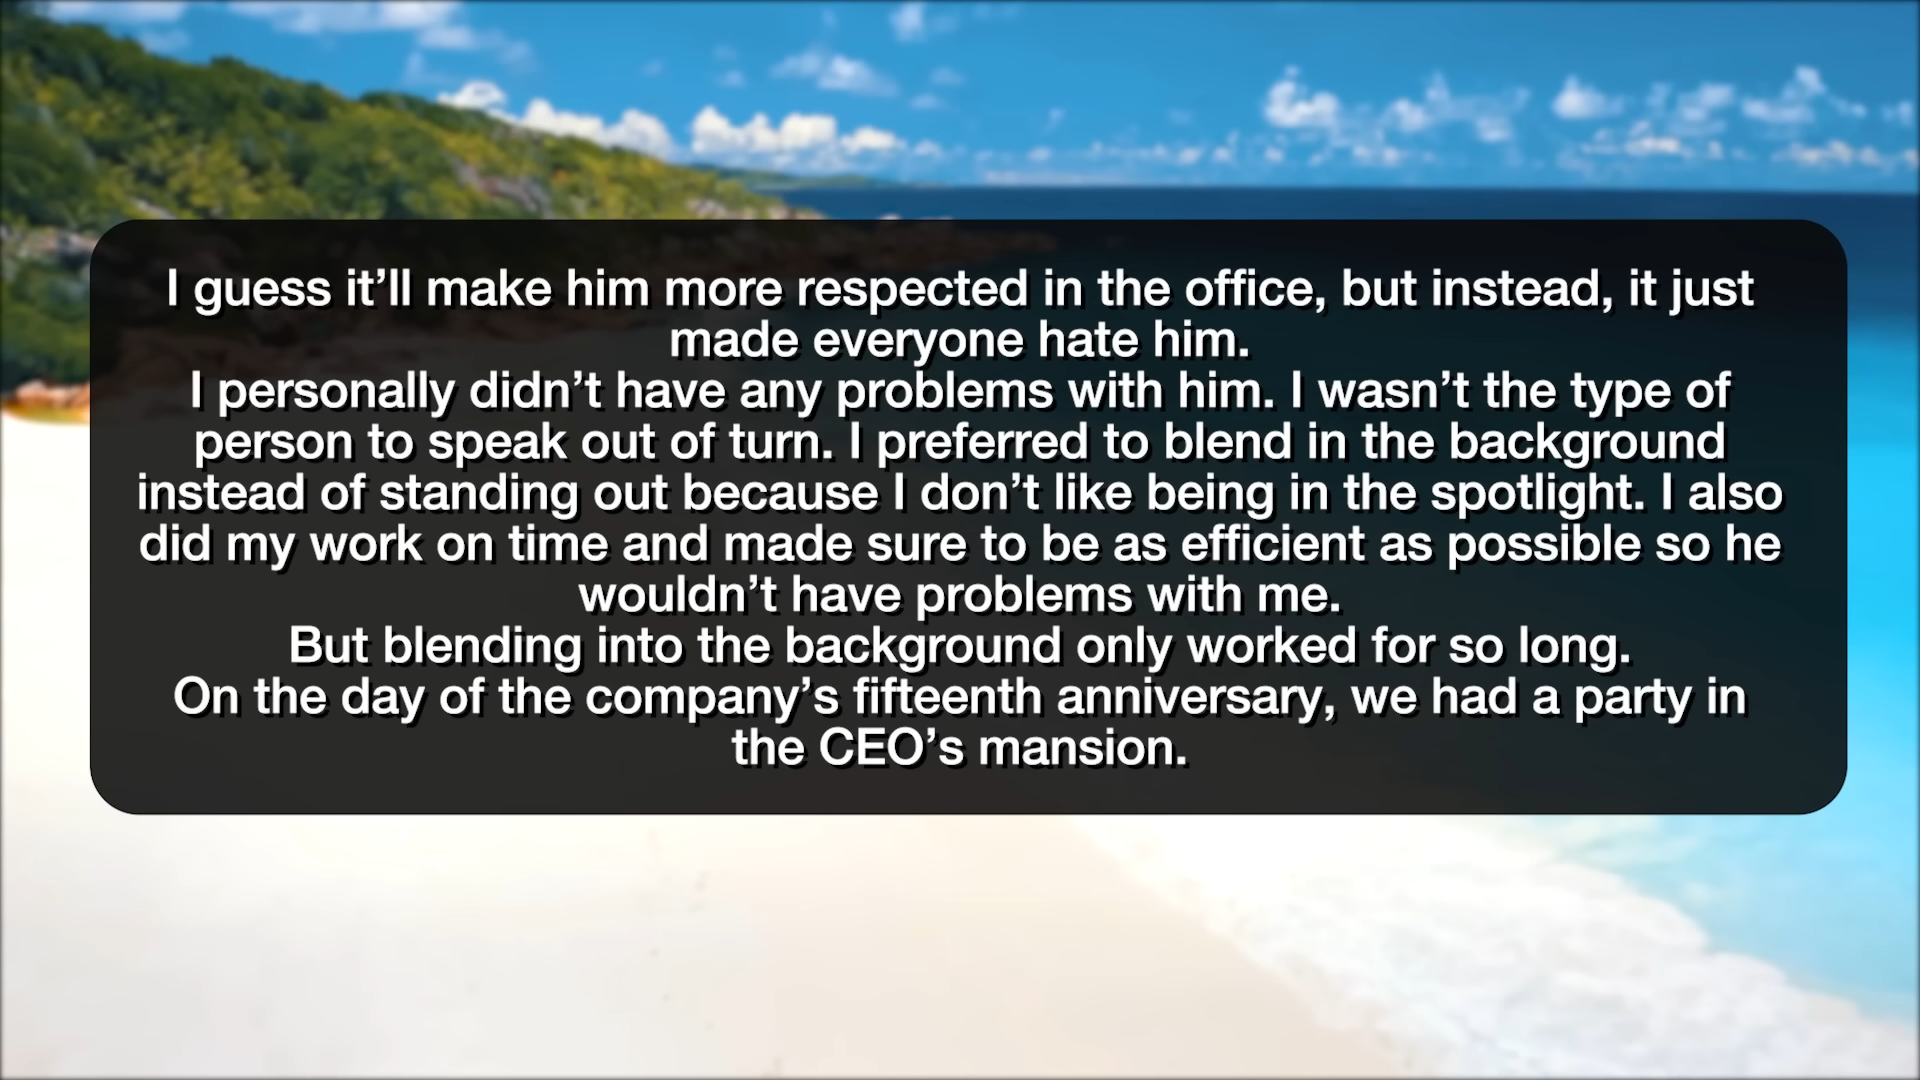 I guess it’ll make him more respected in the office, but instead, it just
made everyone hate him.
I personally didn’t have any problems with him. I wasn’t the type of
person to speak out of turn. I preferred to blend in the background
instead of standing out because I don’t like being in the spotlight. I also
did my work on time and made sure to be as efficient as possible so he
wouldn’t have problems with me.
But blending into the background only worked for so long.
On the day of the company’s fifteenth anniversary, we had a party in
the CEO’s mansion.